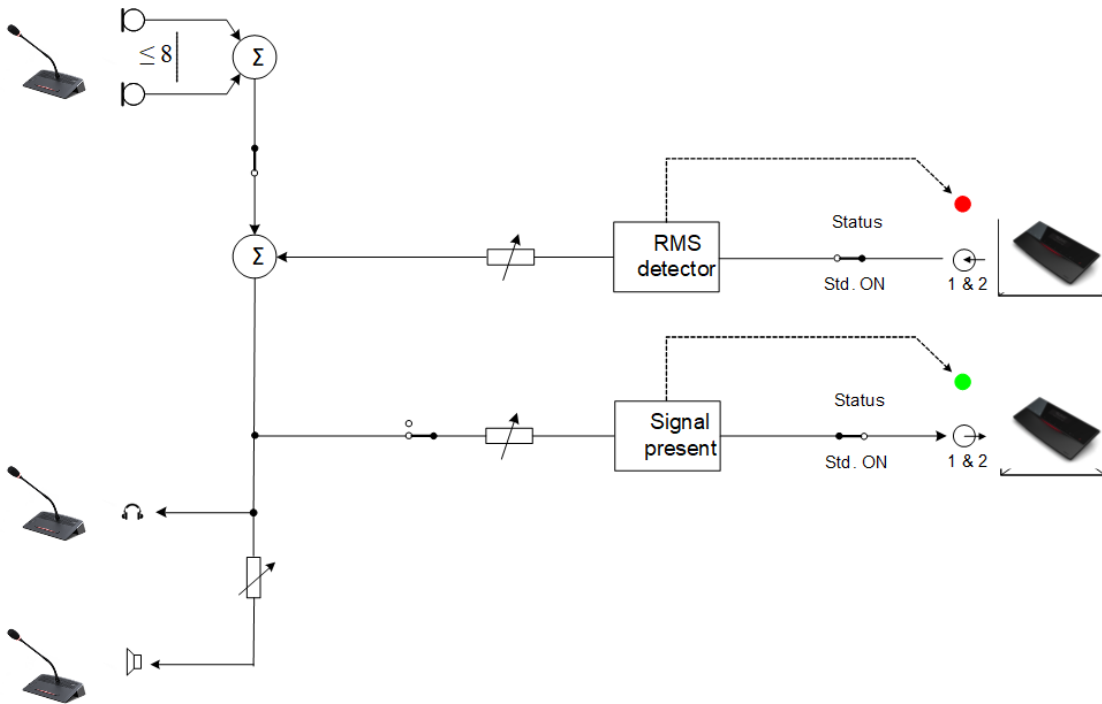 ≤ 8
Σ
Σ
RMS
detector
Status
Std. ON
1 & 2
Signal
present
Status
Std. ON
1 & 2